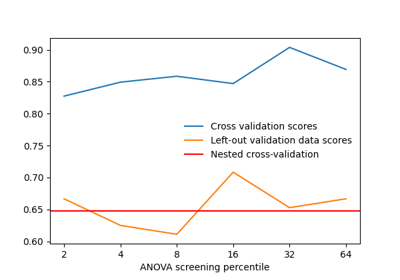 0.90
0.85
0.80
0.75
0.70
0.65
0.60
Cross validation scores
Left-out validation data scores
Nested cross-validation
2 4 8 16 32 64
ANOVA screening percentile